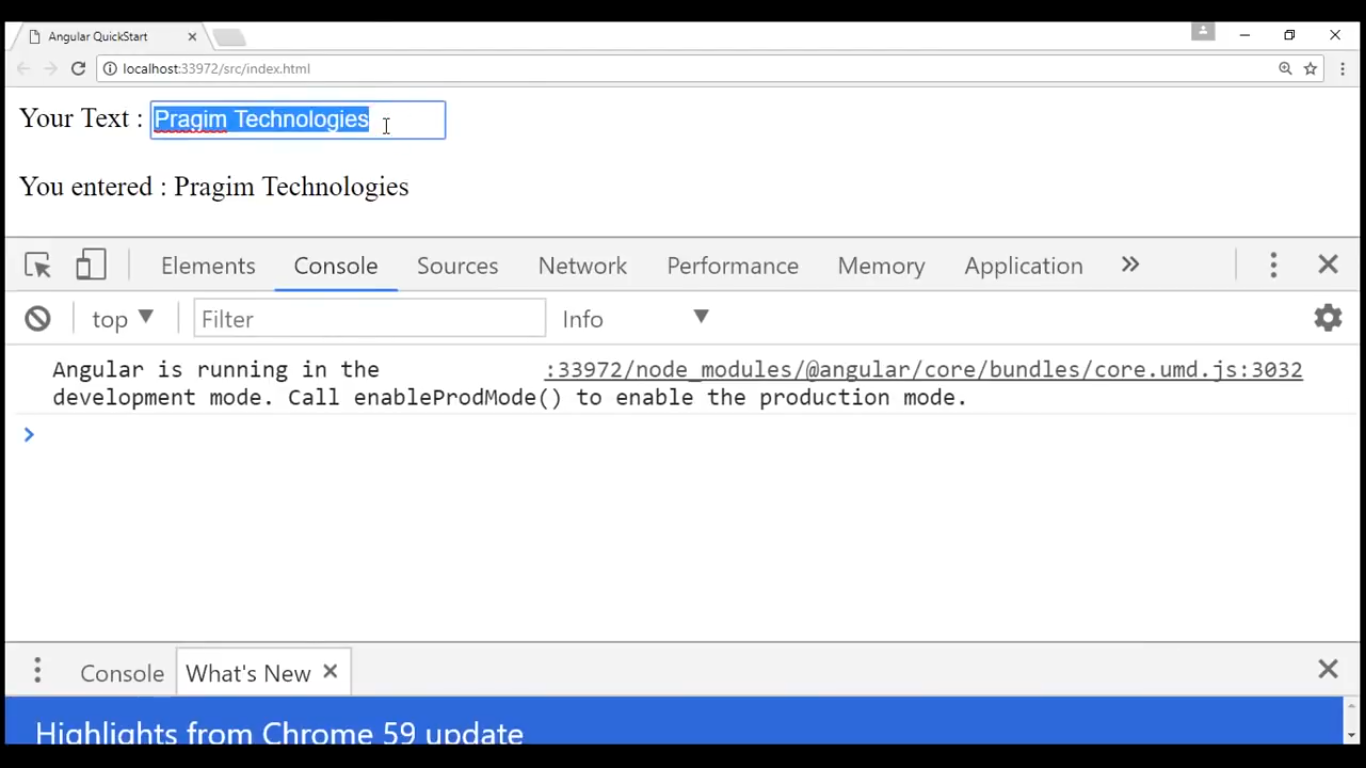 Angular QuickStart
localhost:33972/src/index.html
Your Text : Pragim Technologies
You entered : Pragim Technologies
Elements Console Sources Network Performance Memory Application
top Filter Info
Angular is running in the :33972/node_modules/@angular/core/bundles/core.umd.js:3032
development mode. Call enableProdMode() to enable the production mode.
Console What's New
Highlights from Chrome 59 update